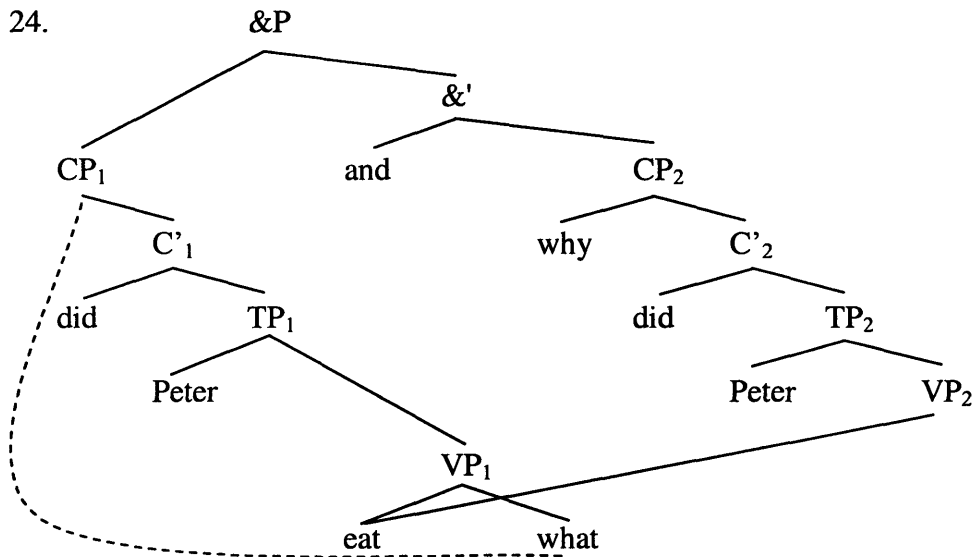 24. &P
&'
CP₁ and CP₂
C'₁ why C'₂
did TP₁ did TP₂
Peter Peter VP₂
VP₁
eat what